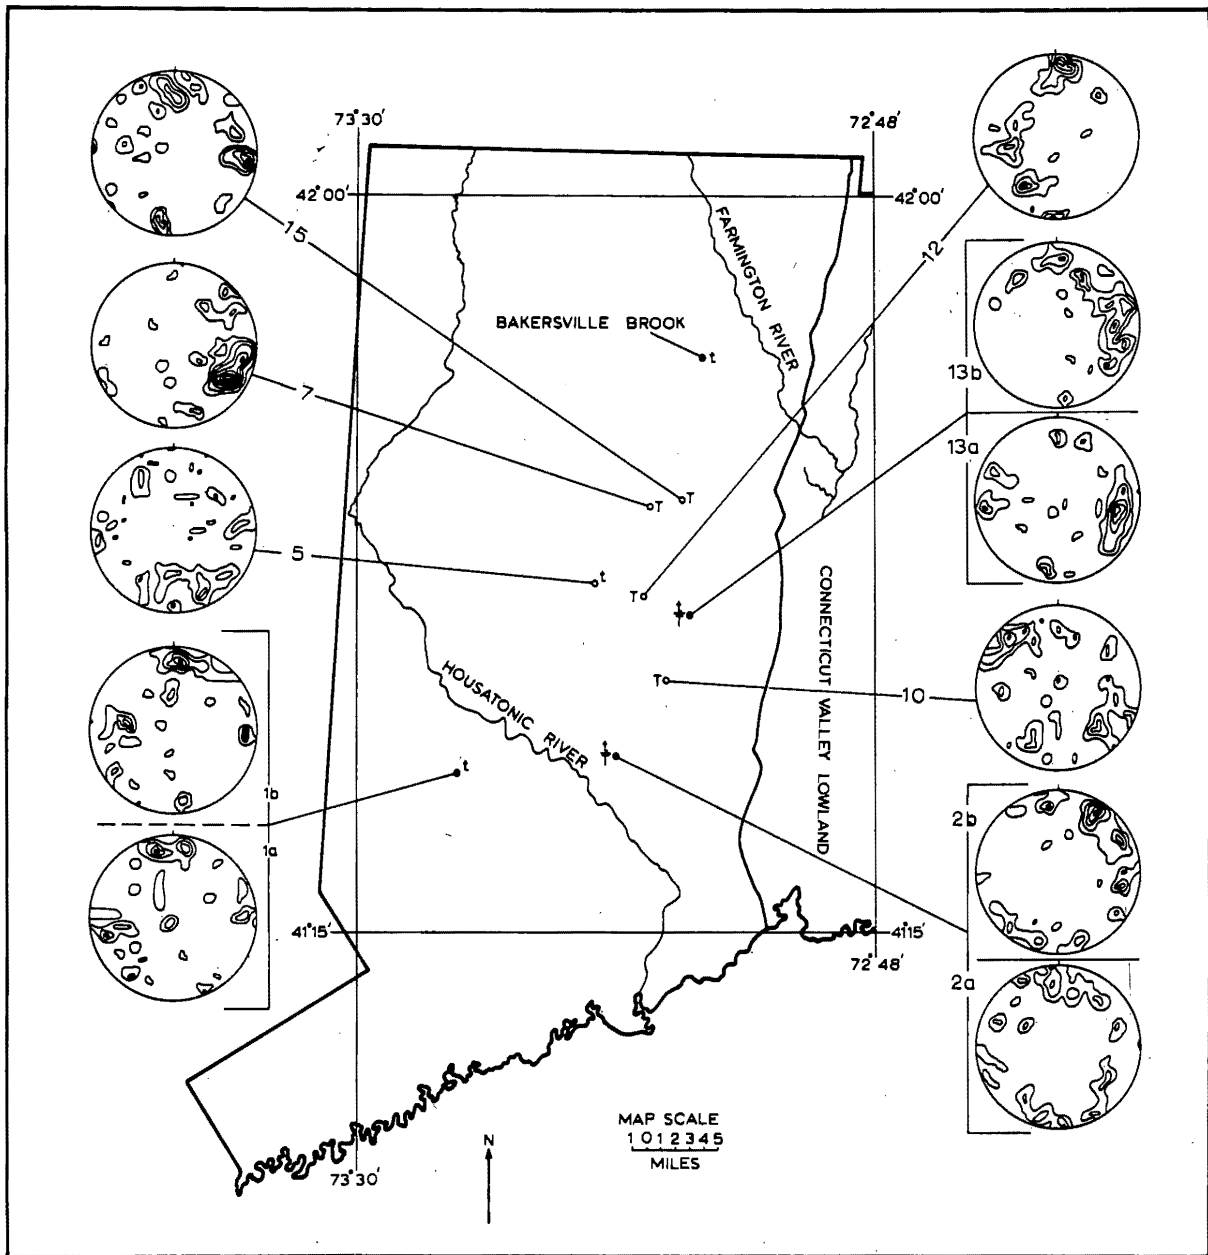 73°30'
72°48'
42°00'
42°00'
15
12
FARMINGTON RIVER
BAKERSVILLE BROOK
t
13b
7
13a
T
T
5
t
T
CONNECTICUT VALLEY LOWLAND
T
10
HOUSATONIC RIVER
t
1b
2b
1a
41°15'
41°15'
72°48'
2a
MAP SCALE
1 0 1 2 3 4 5
MILES
N
73°30'